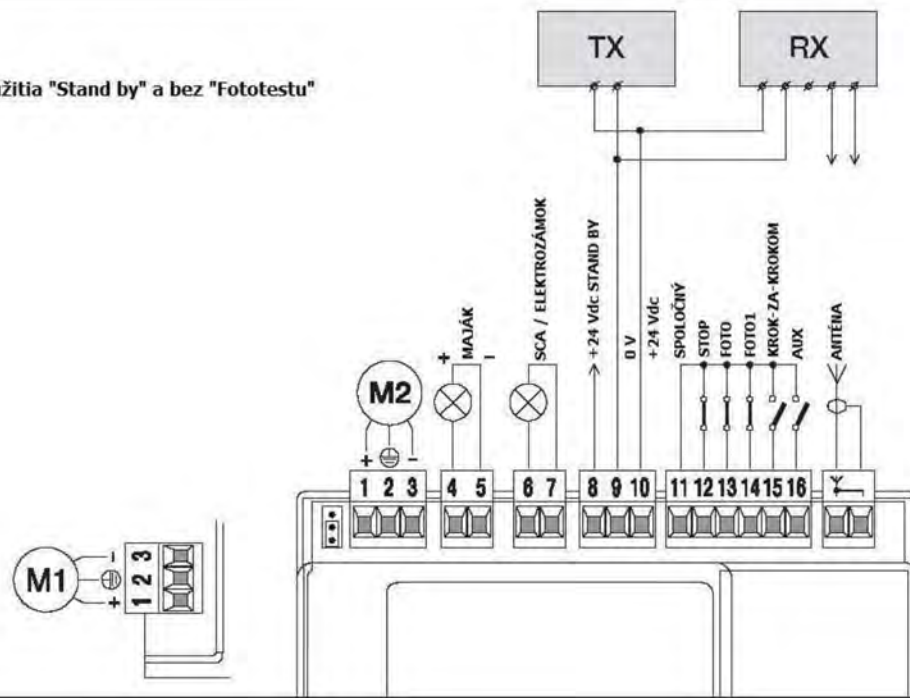 TX
RX
žitia "Stand by" a bez "Fototestu"
+ MAJÁK -
SCA / ELEKTROZÁMOK
+24 Vdc STAND BY
0 V
+24 Vdc
SPOLOČNÝ
STOP
FOTO
FOTO1
KROK-ZA-KROKOM
AUX
ANTÉNA
M2
+ -
1 2 3
4 5
6 7
8 9 10
11 12 13 14 15 16
M1
- +
1 2 3